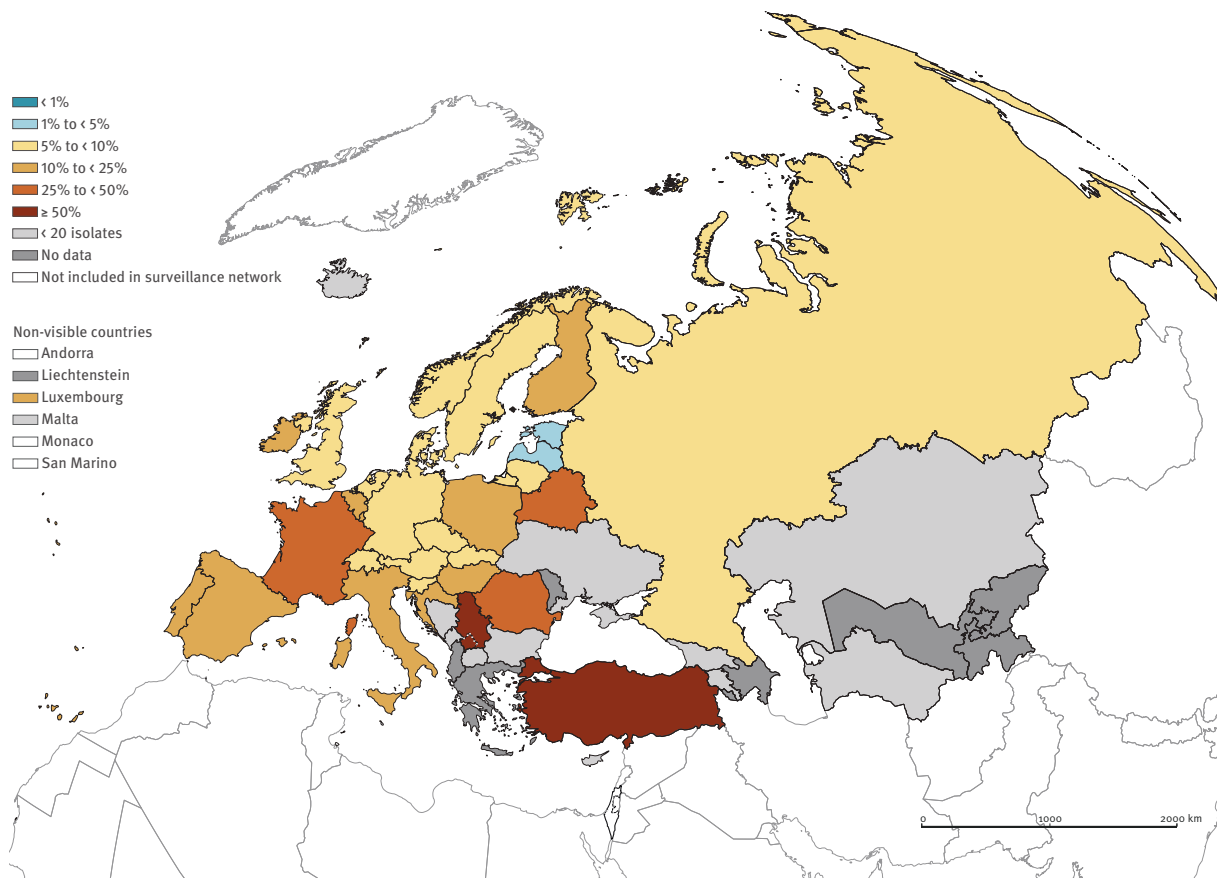 < 1%
1% to < 5%
5% to < 10%
10% to < 25%
25% to < 50%
≥ 50%
< 20 isolates
No data
Not included in surveillance network
Non-visible countries
Andorra
Liechtenstein
Luxembourg
Malta
Monaco
San Marino
0 1000 2000 km